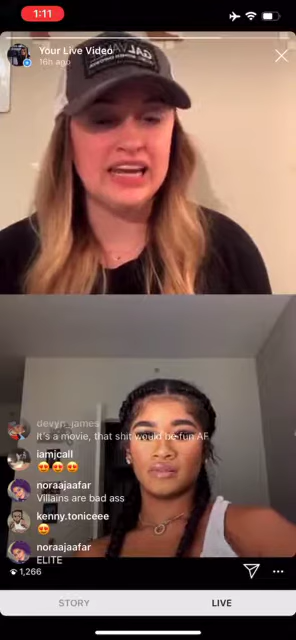 1:11
Your Live Video
16h ago
devyn_james
It's a movie, that shit would be fun AF
iamjcall
😍😍😍
noraajaafar
Villains are bad ass
kenny.toniceee
😍
noraajaafar
ELITE
1,266
STORY
LIVE